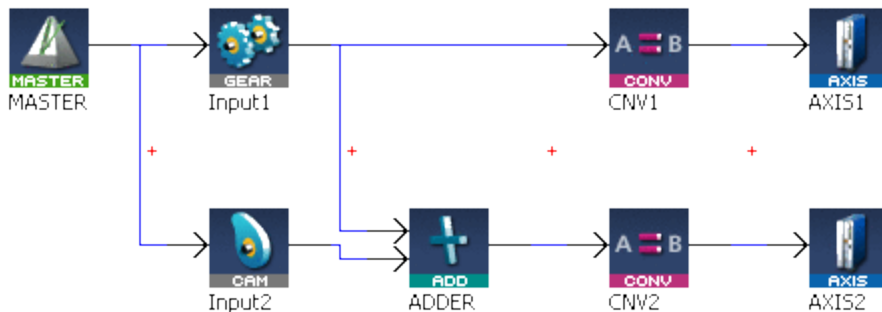 MASTER
GEAR
A B
CONV
AXIS
MASTER
Input1
CNV1
AXIS1
CAM
ADD
A B
CONV
AXIS
Input2
ADDER
CNV2
AXIS2